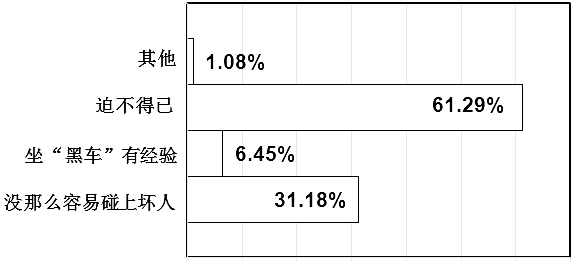 其他 1.08%
迫不得已 61.29%
坐“黑车”有经验 6.45%
没那么容易碰上坏人 31.18%